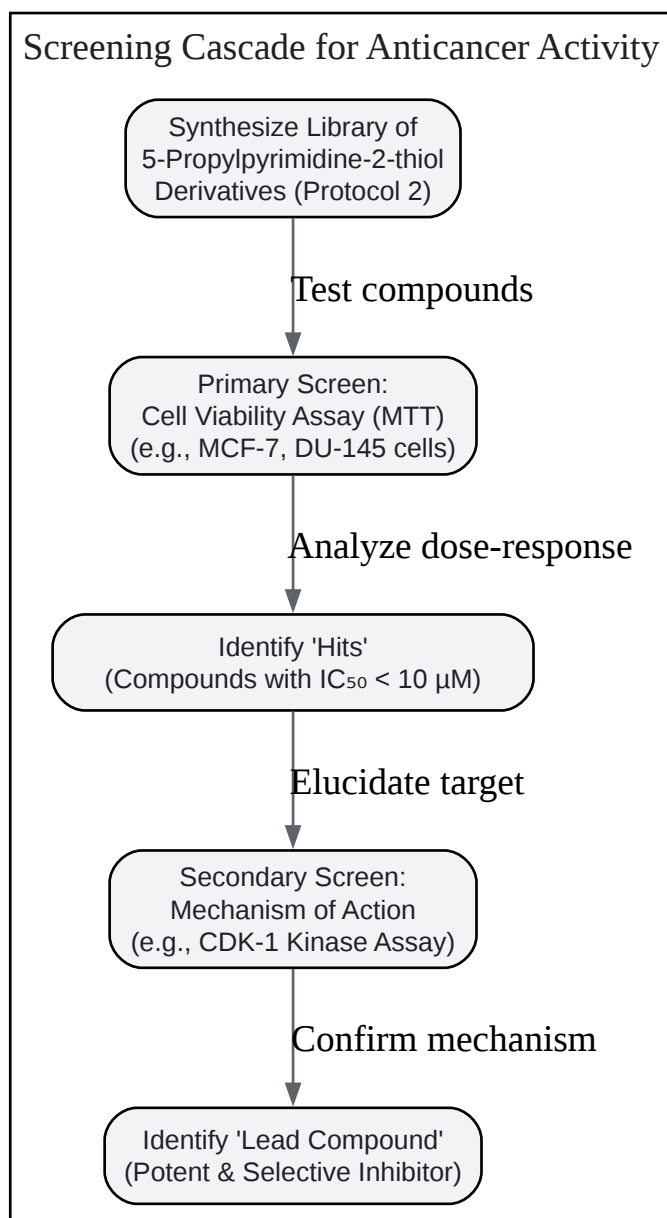 Screening Cascade for Anticancer Activity
Synthesize Library of
5-Propylpyrimidine-2-thiol
Derivatives (Protocol 2)
Test compounds
Primary Screen:
Cell Viability Assay (MTT)
(e.g., MCF-7, DU-145 cells)
Analyze dose-response
Identify 'Hits'
(Compounds with IC₅₀ < 10 µM)
Elucidate target
Secondary Screen:
Mechanism of Action
(e.g., CDK-1 Kinase Assay)
Confirm mechanism
Identify 'Lead Compound'
(Potent & Selective Inhibitor)